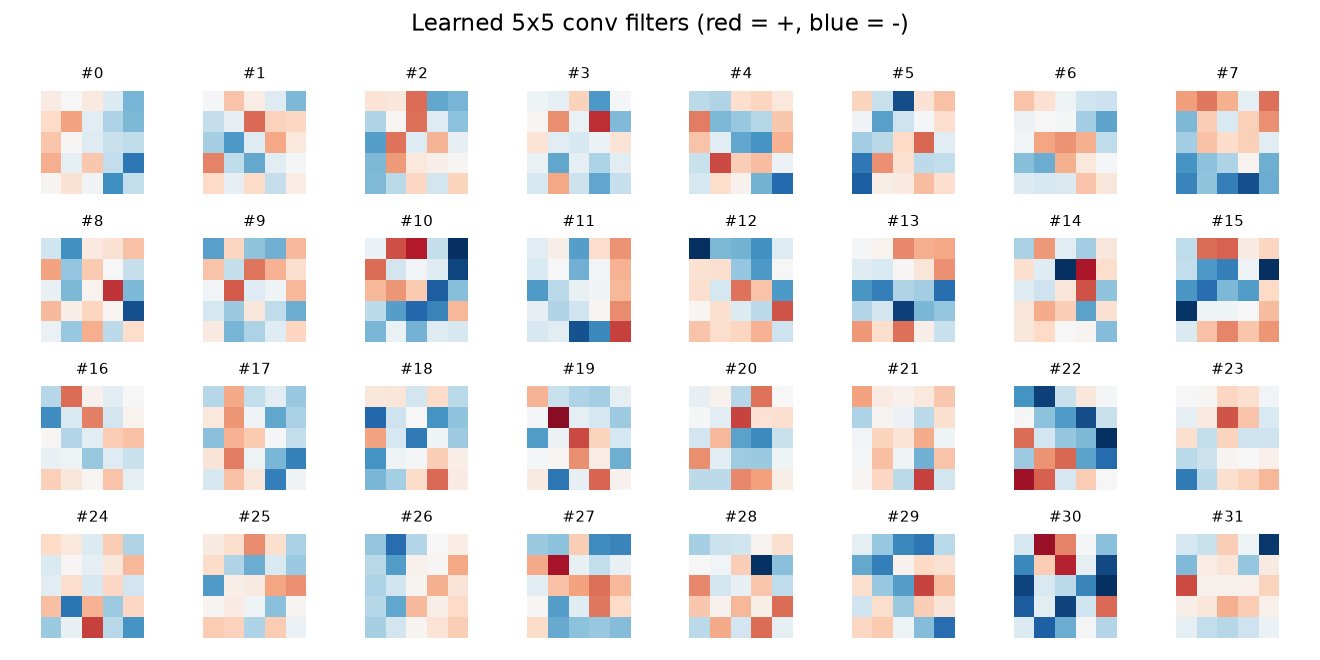 Learned 5x5 conv filters (red = +, blue = -)
#0 #1 #2 #3 #4 #5 #6 #7
#8 #9 #10 #11 #12 #13 #14 #15
#16 #17 #18 #19 #20 #21 #22 #23
#24 #25 #26 #27 #28 #29 #30 #31